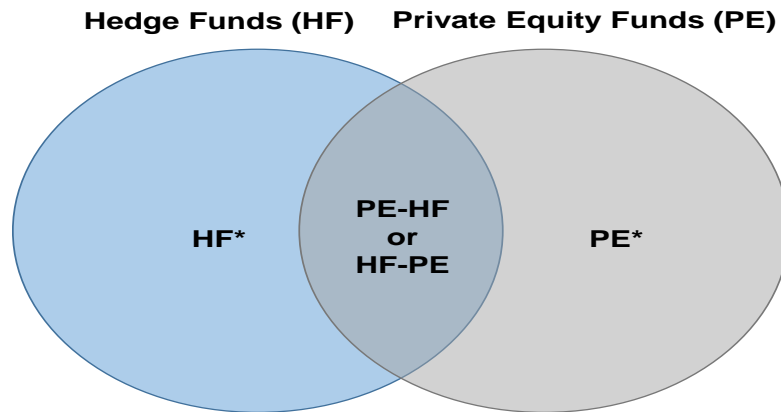 Hedge Funds (HF)
Private Equity Funds (PE)
HF*
PE-HF
or
HF-PE
PE*